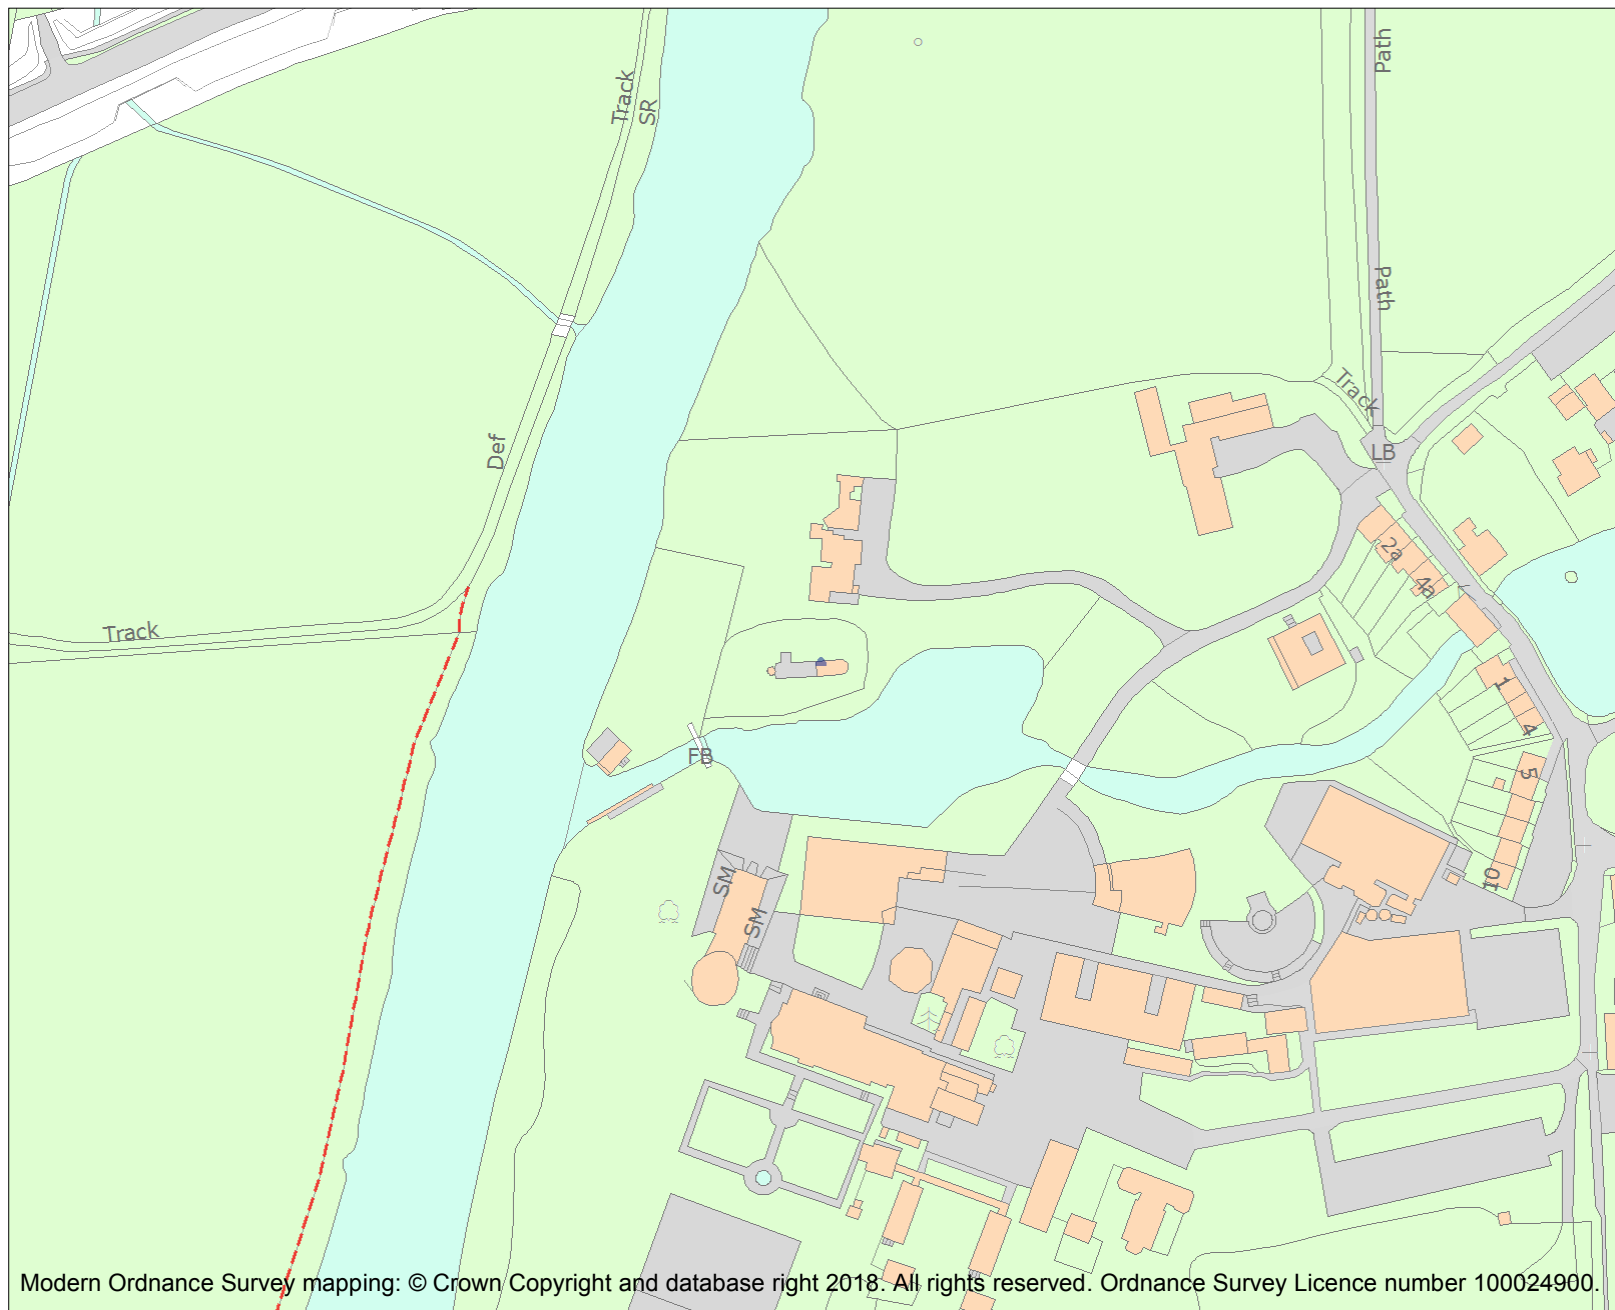 Track
SR
Path
Path
Track
Def
LB
2a
4a
Track
1
4
FB
5
SM
10
SM
Modern Ordnance Survey mapping: © Crown Copyright and database right 2018. All rights reserved. Ordnance Survey Licence number 100024900.